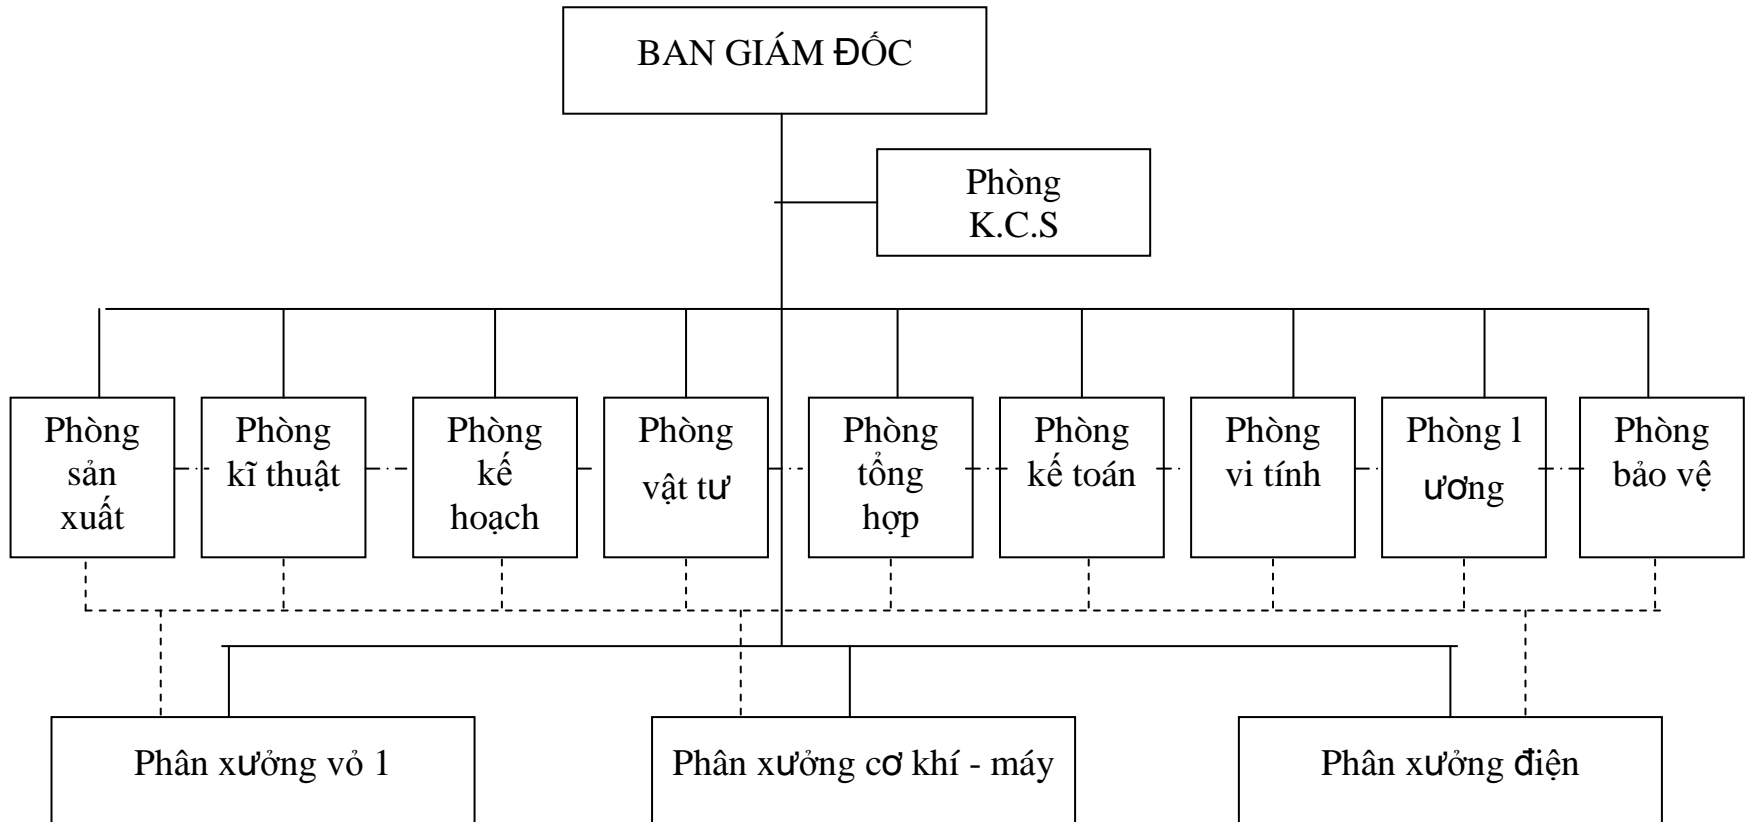 BAN GIÁM ĐỐC
Phòng
K.C.S
Phòng
sản
xuất
Phòng
kĩ thuật
Phòng
kế
hoạch
Phòng
vật tư
Phòng
tổng
hợp
Phòng
kế toán
Phòng
vi tính
Phòng l
ương
Phòng
bảo vệ
Phân xưởng vỏ 1
Phân xưởng cơ khí - máy
Phân xưởng điện